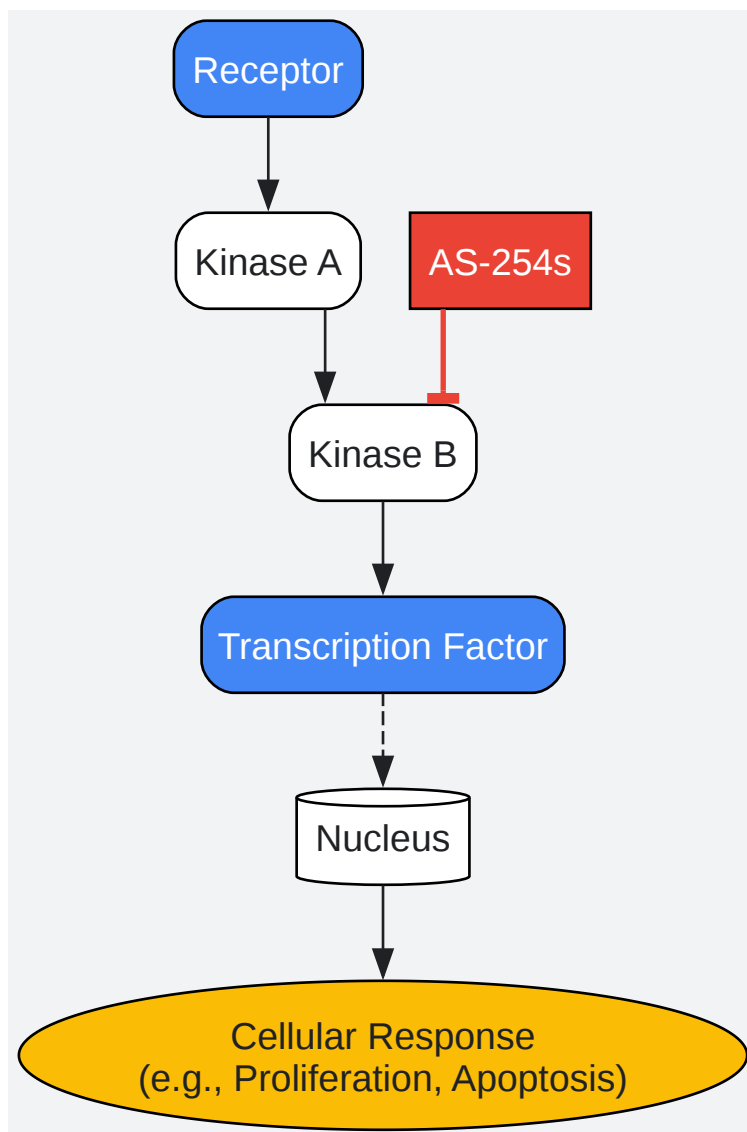 Receptor
Kinase A
AS-254s
Kinase B
Transcription Factor
Nucleus
Cellular Response
(e.g., Proliferation, Apoptosis)